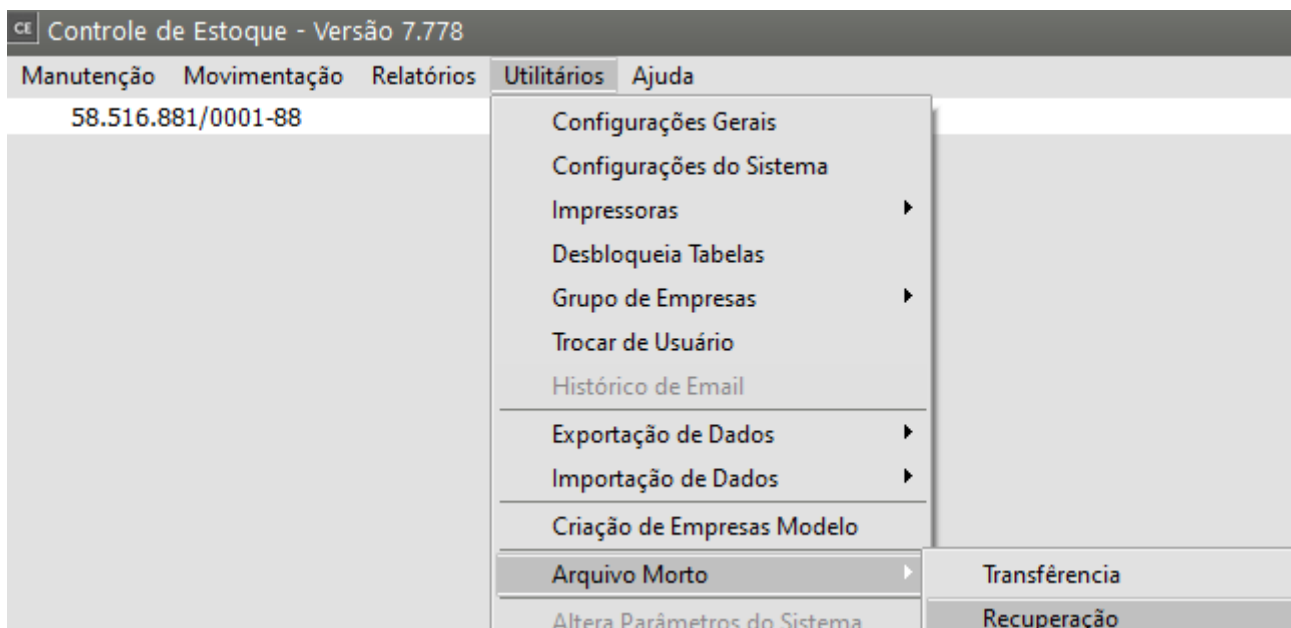 CE Controle de Estoque - Versão 7.778
Manutenção Movimentação Relatórios Utilitários Ajuda
58.516.881/0001-88
Configurações Gerais
Configurações do Sistema
Impressoras
Desbloqueia Tabelas
Grupo de Empresas
Trocar de Usuário
Histórico de Email
Exportação de Dados
Importação de Dados
Criação de Empresas Modelo
Arquivo Morto
Transfêrencia
Altera Parâmetros do Sistema
Recuperação